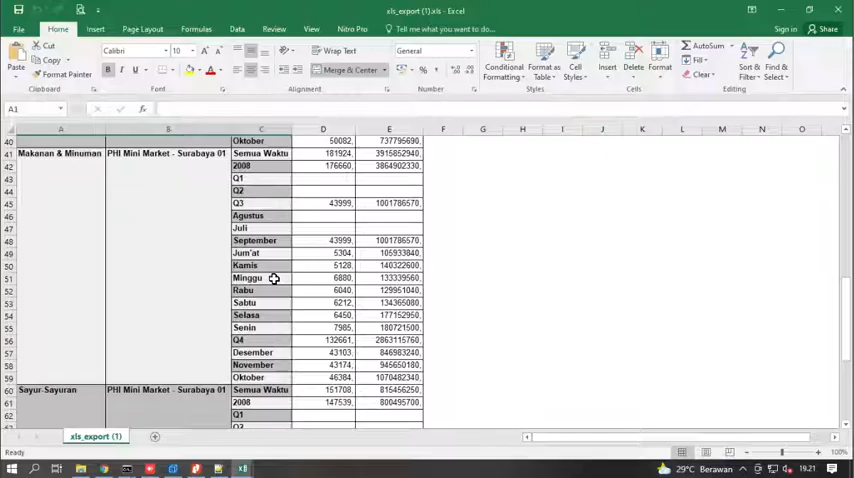 xls_export (1).xls - Excel
File Home Insert Page Layout Formulas Data Review View Nitro Pro Tell me what you want to do... Sign in Share
Paste
Cut
Copy
Format Painter
Clipboard
Calibri 10
B I U
Font
Wrap Text
Merge & Center
Alignment
General
Number
Conditional Formatting
Format as Table
Cell Styles
Styles
Insert Delete Format
Cells
AutoSum
Fill
Clear
Sort & Filter
Find & Select
Editing
A1
A B C D E F G H I J K L M N O
40 Oktober 50082, 737795690,
41 Makanan & Minuman PHI Mini Market - Surabaya 01 Semua Waktu 181924, 3915852940,
42 2008 176660, 3864902330,
43 Q1
44 Q2
45 Q3 43999, 1001786570,
46 Agustus
47 Juli
48 September 43999, 1001786570,
49 Jum'at 5304, 105933840,
50 Kamis 5128, 140322600,
51 Minggu 6880, 133339560,
52 Rabu 6040, 129951040,
53 Sabtu 6212, 134365080,
54 Selasa 6450, 177152950,
55 Senin 7985, 180721500,
56 Q4 132661, 2863115760,
57 Desember 43103, 846983240,
58 November 43174, 945650180,
59 Oktober 46384, 1070482340,
60 Sayur-Sayuran PHI Mini Market - Surabaya 01 Semua Waktu 151708, 815456250,
61 2008 147539, 800495700,
62 Q1
Q2
xls_export (1)
Ready
100%
29°C Berawan 19.21